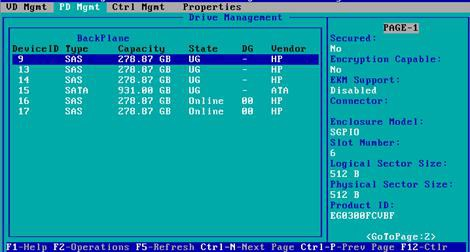 VD Mgmt PD Mgmt Ctrl Mgmt Properties
Drive Management
BackPlane
DeviceID Type Capacity State DG Vendor
9 SAS 278.87 GB UG - HP
13 SAS 278.87 GB UG - HP
14 SAS 278.87 GB UG - HP
15 SATA 931.00 GB UG - ATA
16 SAS 278.87 GB Online 00 HP
17 SAS 278.87 GB Online 00 HP
PAGE-1
Secured:
No
Encryption Capable:
No
EKM Support:
Disabled
Connector:
Enclosure Model:
SGPIO
Slot Number:
6
Logical Sector Size:
512 B
Physical Sector Size:
512 B
Product ID:
EG0300FCVBF
<GoToPage:2>
F1-Help F2-Operations F5-Refresh Ctrl-N-Next Page Ctrl-P-Prev Page F12-Ctlr